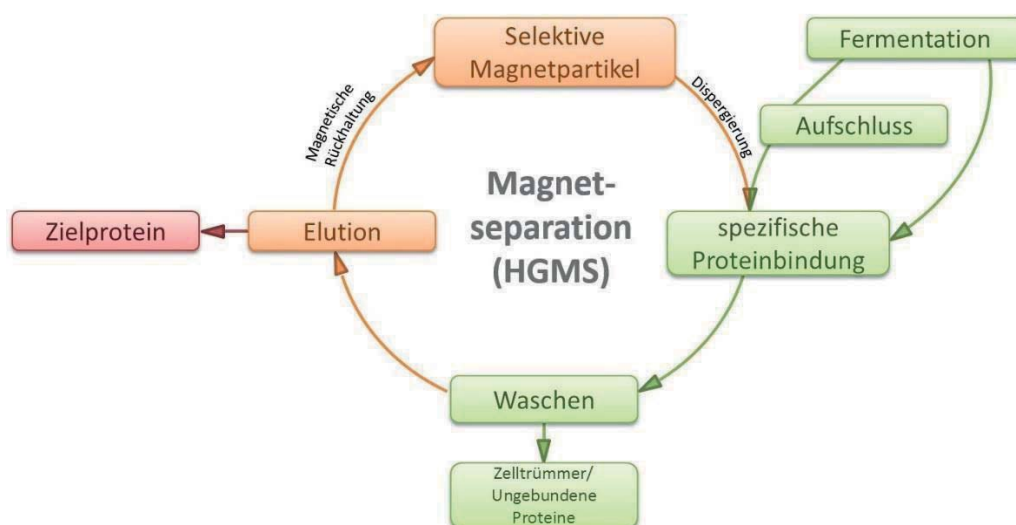 Selektive
Magnetpartikel
Fermentation
Magnetische
Rückhaltung
Dispergierung
Aufschluss
Magnet-
separation
(HGMS)
Zielprotein
Elution
spezifische
Proteinbindung
Waschen
Zelltrümmer/
Ungebundene
Proteine